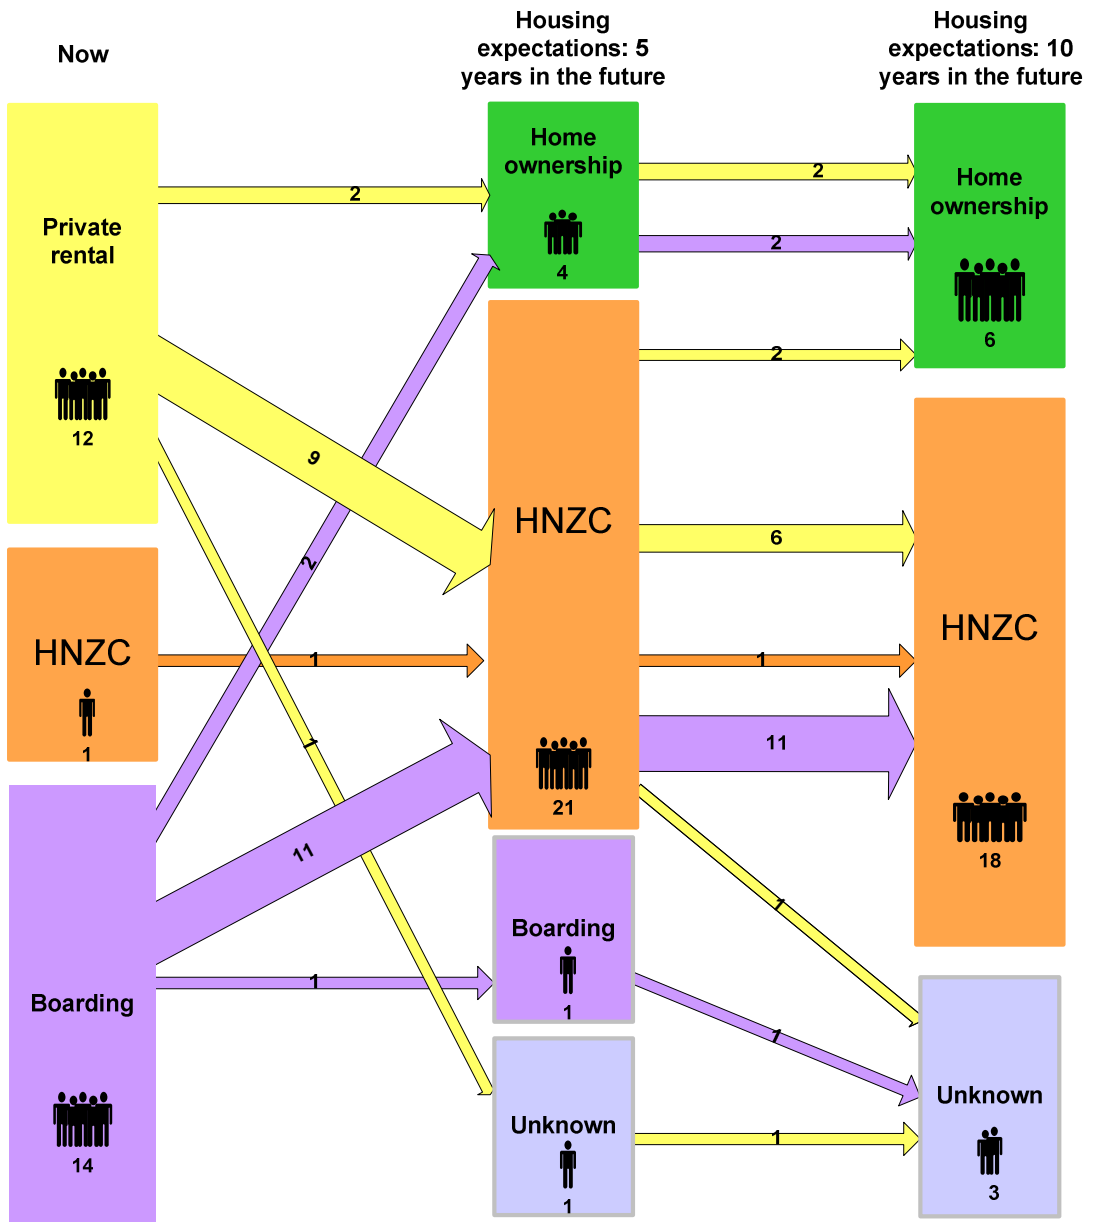 Now
Housing
expectations: 5
years in the future
Housing
expectations: 10
years in the future
Private
rental
12
HNZC
1
Boarding
14
2
9
1
2
1
11
1
Home
ownership
4
HNZC
21
Boarding
1
Unknown
1
2
2
2
6
1
11
1
1
1
Home
ownership
6
HNZC
18
Unknown
3